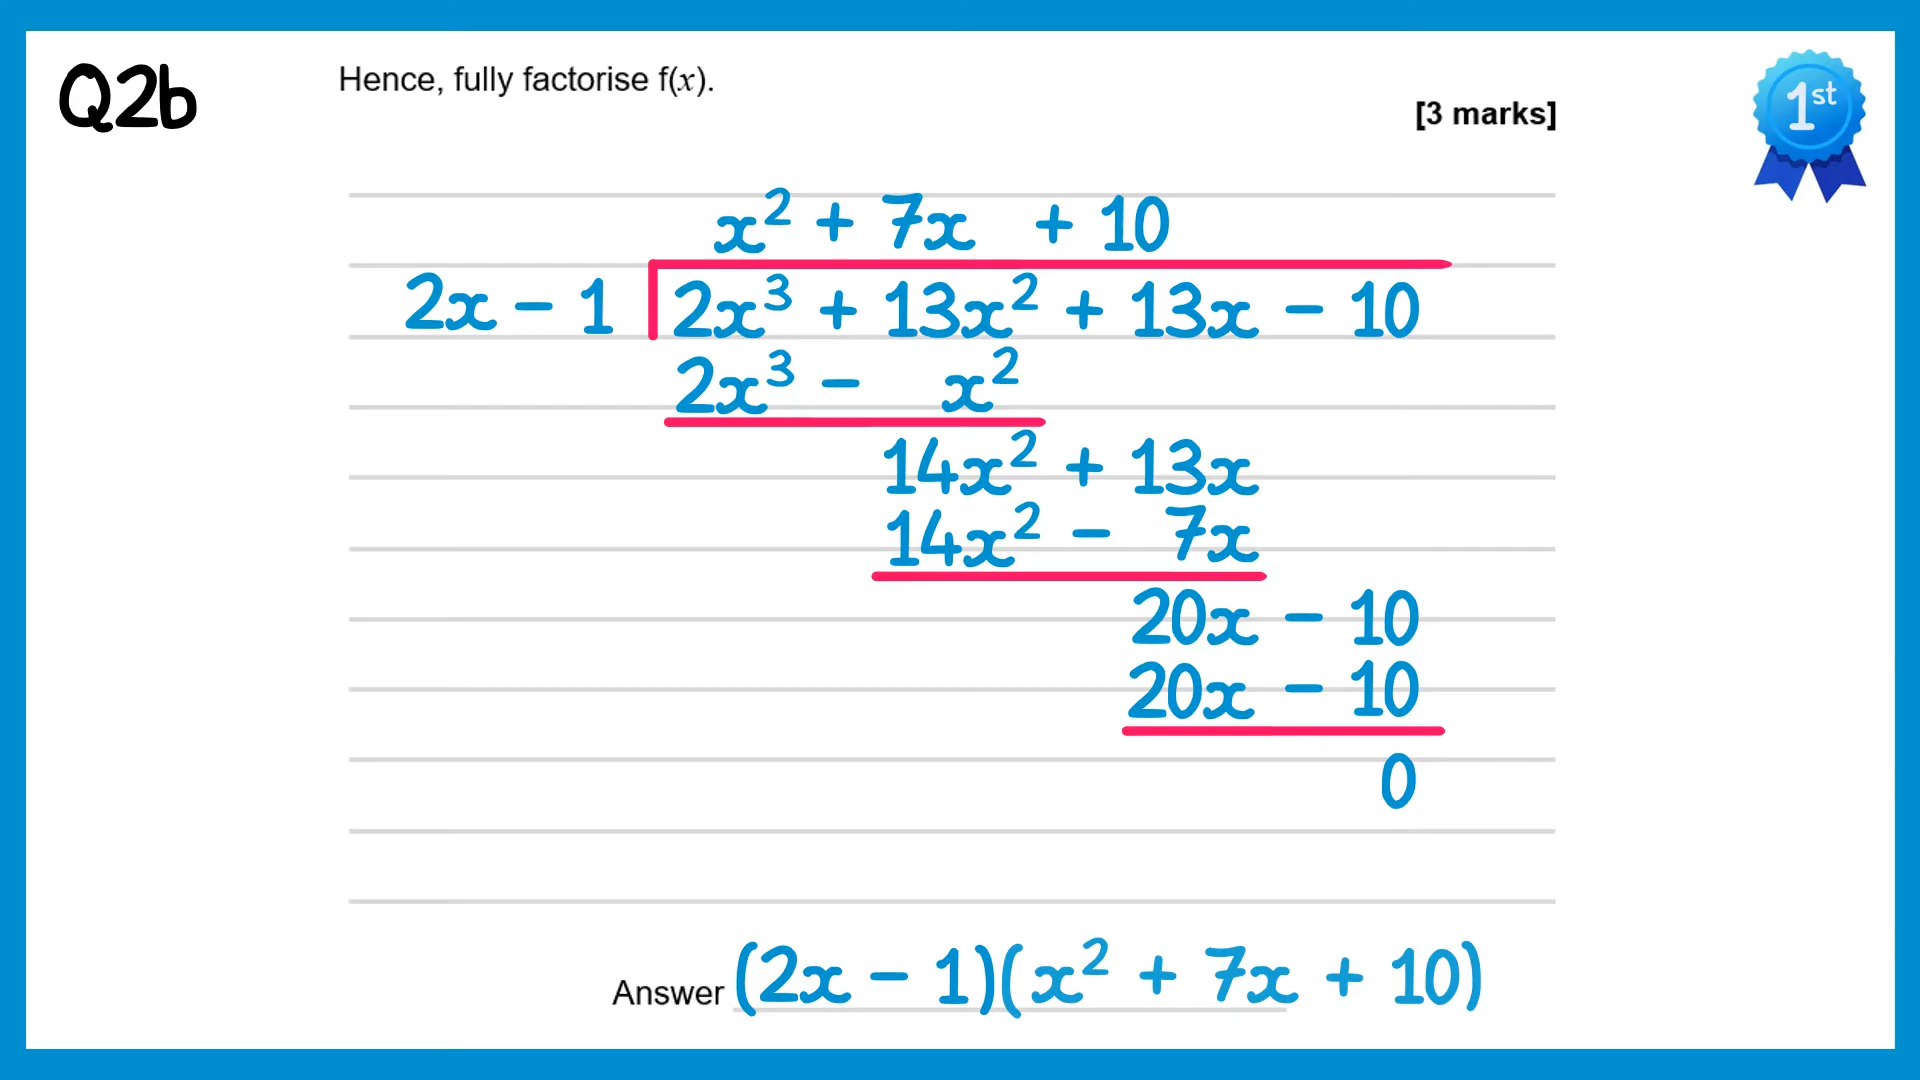 Q2b
Hence, fully factorise f(x).
[3 marks]
1st
x² + 7x + 10
2x − 1 2x³ + 13x² + 13x − 10
2x³ − x²
14x² + 13x
14x² − 7x
20x − 10
20x − 10
0
Answer (2x − 1)(x² + 7x + 10)